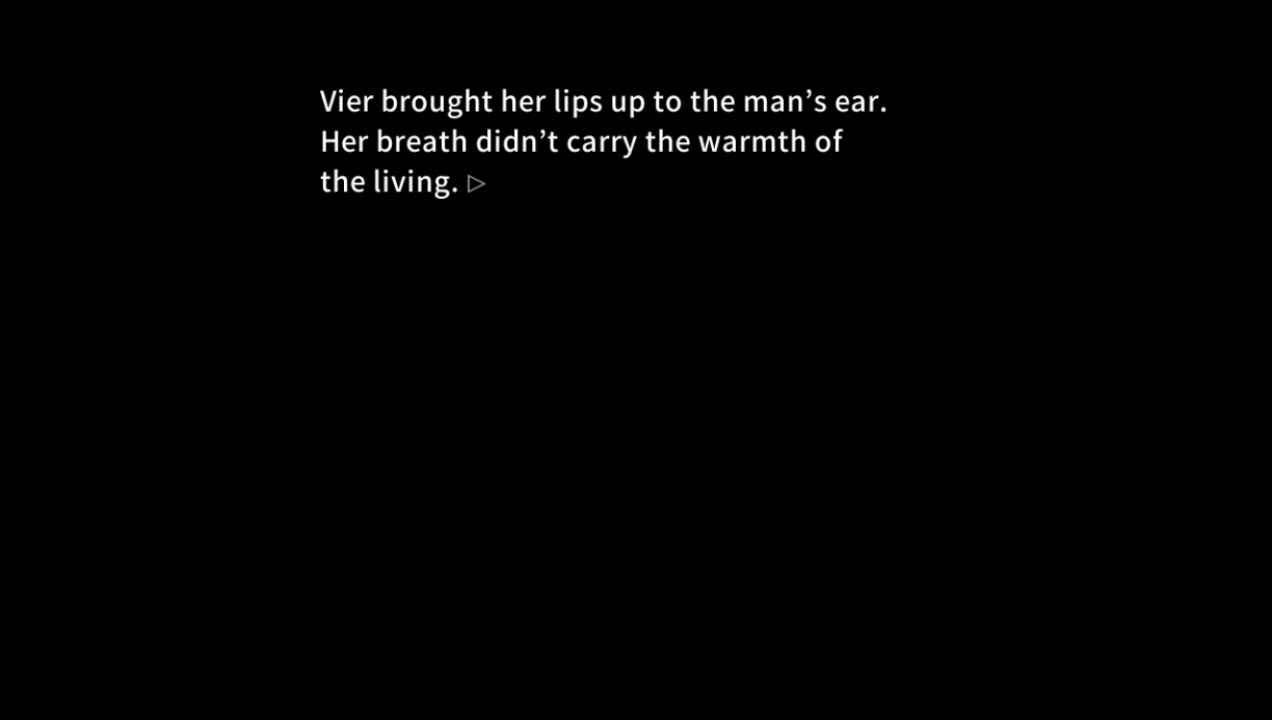 Vier brought her lips up to the man’s ear.
Her breath didn’t carry the warmth of
the living.